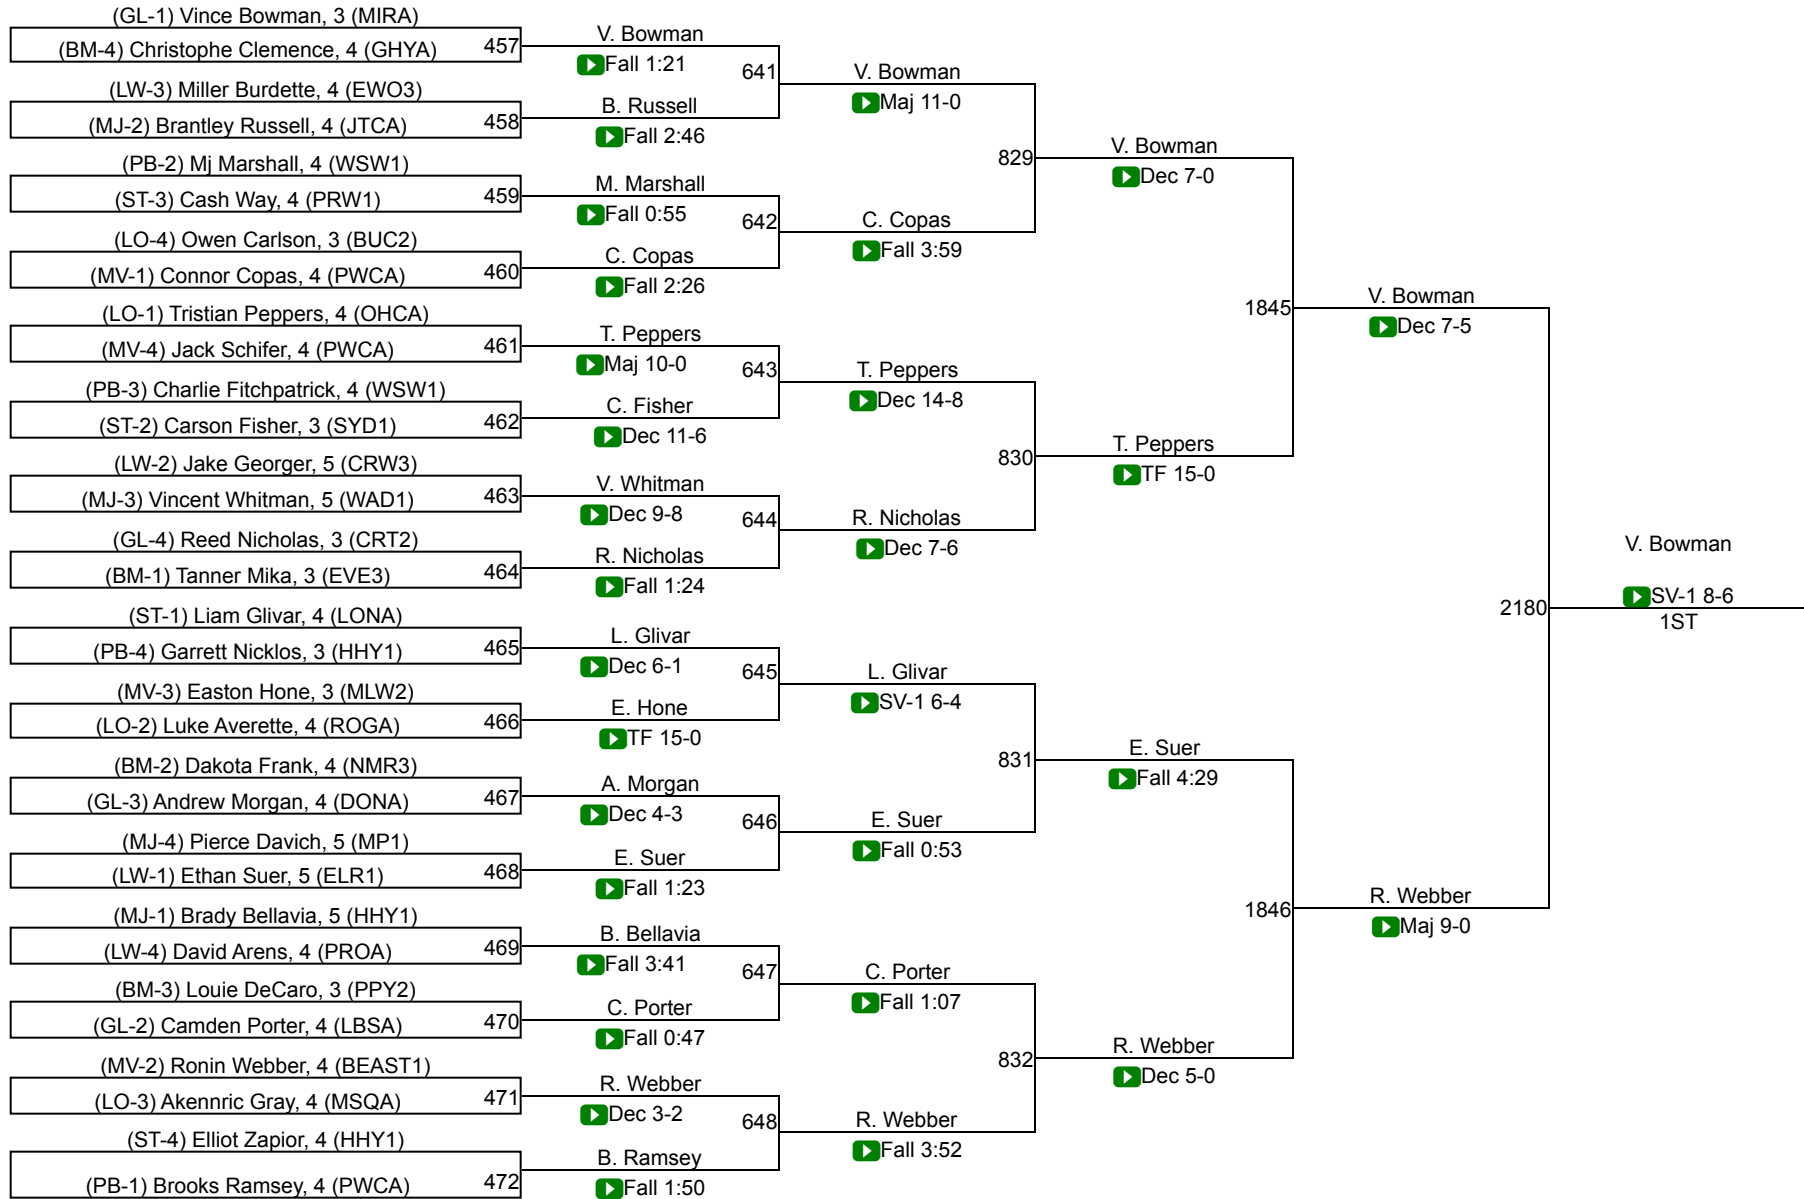 (GL-1) Vince Bowman, 3 (MIRA)
(BM-4) Christophe Clemence, 4 (GHYA)
457
(LW-3) Miller Burdette, 4 (EWO3)
(MJ-2) Brantley Russell, 4 (JTCA)
458
(PB-2) Mj Marshall, 4 (WSW1)
(ST-3) Cash Way, 4 (PRW1)
459
(LO-4) Owen Carlson, 3 (BUC2)
(MV-1) Connor Copas, 4 (PWCA)
460
(LO-1) Tristian Peppers, 4 (OHCA)
(MV-4) Jack Schifer, 4 (PWCA)
461
(PB-3) Charlie Fitchpatrick, 4 (WSW1)
(ST-2) Carson Fisher, 3 (SYD1)
462
(LW-2) Jake Georger, 5 (CRW3)
(MJ-3) Vincent Whitman, 5 (WAD1)
463
(GL-4) Reed Nicholas, 3 (CRT2)
(BM-1) Tanner Mika, 3 (EVE3)
464
(ST-1) Liam Glivar, 4 (LONA)
(PB-4) Garrett Nicklos, 3 (HHY1)
465
(MV-3) Easton Hone, 3 (MLW2)
(LO-2) Luke Averette, 4 (ROGA)
466
(BM-2) Dakota Frank, 4 (NMR3)
(GL-3) Andrew Morgan, 4 (DONA)
467
(MJ-4) Pierce Davich, 5 (MP1)
(LW-1) Ethan Suer, 5 (ELR1)
468
(MJ-1) Brady Bellavia, 5 (HHY1)
(LW-4) David Arens, 4 (PROA)
469
(BM-3) Louie DeCaro, 3 (PPY2)
(GL-2) Camden Porter, 4 (LBSA)
470
(MV-2) Ronin Webber, 4 (BEAST1)
(LO-3) Akennric Gray, 4 (MSQA)
471
(ST-4) Elliot Zapior, 4 (HHY1)
(PB-1) Brooks Ramsey, 4 (PWCA)
472
V. Bowman
Fall 1:21
641
B. Russell
Fall 2:46
M. Marshall
Fall 0:55
642
C. Copas
Fall 2:26
T. Peppers
Maj 10-0
643
C. Fisher
Dec 11-6
V. Whitman
Dec 9-8
644
R. Nicholas
Fall 1:24
L. Glivar
Dec 6-1
645
E. Hone
TF 15-0
A. Morgan
Dec 4-3
646
E. Suer
Fall 1:23
B. Bellavia
Fall 3:41
647
C. Porter
Fall 0:47
R. Webber
Dec 3-2
648
B. Ramsey
Fall 1:50
V. Bowman
Maj 11-0
829
C. Copas
Fall 3:59
T. Peppers
Dec 14-8
830
R. Nicholas
Dec 7-6
L. Glivar
SV-1 6-4
831
E. Suer
Fall 0:53
C. Porter
Fall 1:07
832
R. Webber
Fall 3:52
V. Bowman
Dec 7-0
1845
T. Peppers
TF 15-0
E. Suer
Fall 4:29
1846
R. Webber
Dec 5-0
V. Bowman
Dec 7-5
2180
R. Webber
Maj 9-0
V. Bowman
SV-1 8-6
1ST